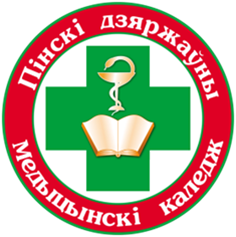 Пінскі дзяржаўны
медыцынскі каледж